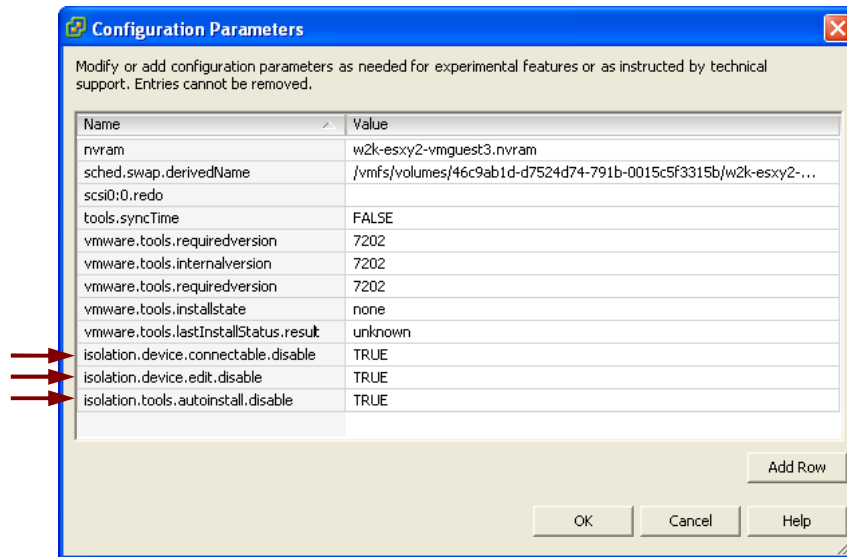 Configuration Parameters
Modify or add configuration parameters as needed for experimental features or as instructed by technical
support. Entries cannot be removed.
Name Value
nvram w2k-esxy2-vmguest3.nvram
sched.swap.derivedName /vmfs/volumes/46c9ab1d-d7524d74-791b-0015c5f3315b/w2k-esxy2-...
scsi0:0.redo
tools.syncTime FALSE
vmware.tools.requiredversion 7202
vmware.tools.internalversion 7202
vmware.tools.requiredversion 7202
vmware.tools.installstate none
vmware.tools.lastInstallStatus.result unknown
isolation.device.connectable.disable TRUE
isolation.device.edit.disable TRUE
isolation.tools.autoinstall.disable TRUE
Add Row
OK Cancel Help